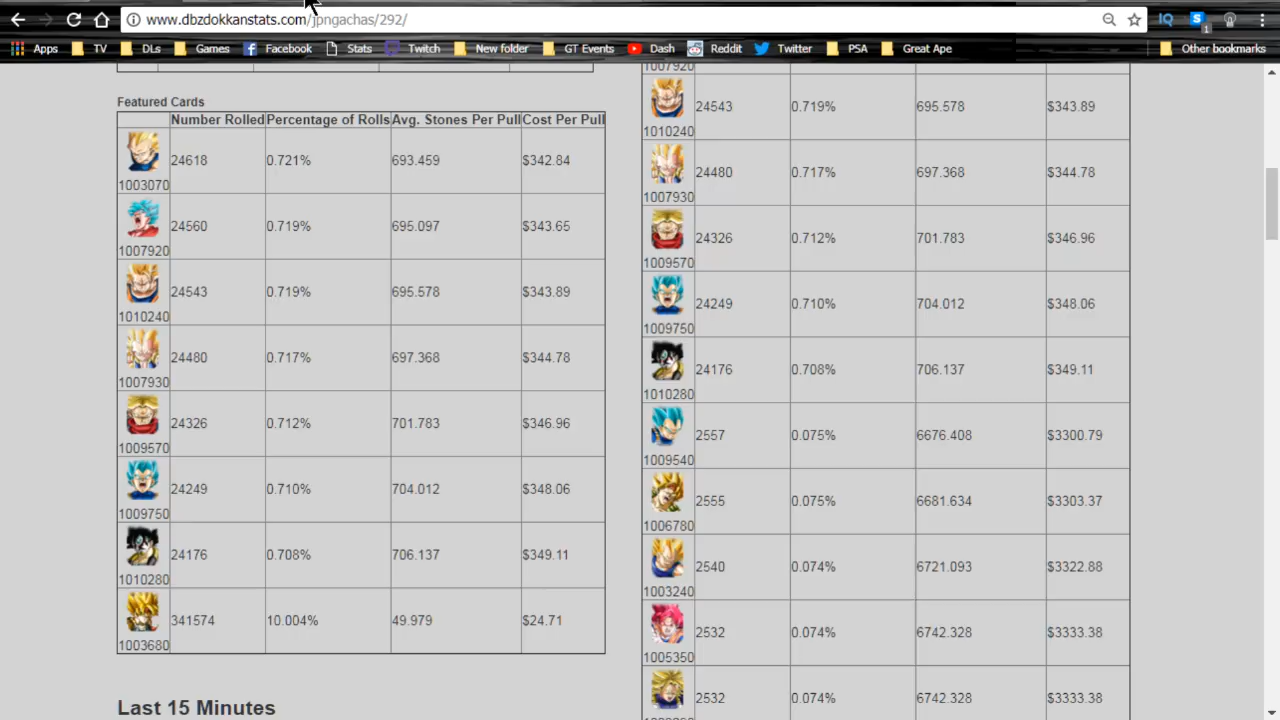 www.dbzdokkanstats.com/jpngachas/292/
Apps TV DLs Games Facebook Stats Twitch New folder GT Events Dash Reddit Twitter PSA Great Ape Other bookmarks
IQ S 1
Featured Cards
Number Rolled Percentage of Rolls Avg. Stones Per Pull Cost Per Pull
1003070 24618 0.721% 693.459 $342.84
1007920 24560 0.719% 695.097 $343.65
1010240 24543 0.719% 695.578 $343.89
1007930 24480 0.717% 697.368 $344.78
1009570 24326 0.712% 701.783 $346.96
1009750 24249 0.710% 704.012 $348.06
1010280 24176 0.708% 706.137 $349.11
1003680 341574 10.004% 49.979 $24.71
Last 15 Minutes
1007920
1010240 24543 0.719% 695.578 $343.89
1007930 24480 0.717% 697.368 $344.78
1009570 24326 0.712% 701.783 $346.96
1009750 24249 0.710% 704.012 $348.06
1010280 24176 0.708% 706.137 $349.11
1009540 2557 0.075% 6676.408 $3300.79
1006780 2555 0.075% 6681.634 $3303.37
1003240 2540 0.074% 6721.093 $3322.88
1005350 2532 0.074% 6742.328 $3333.38
2532 0.074% 6742.328 $3333.38